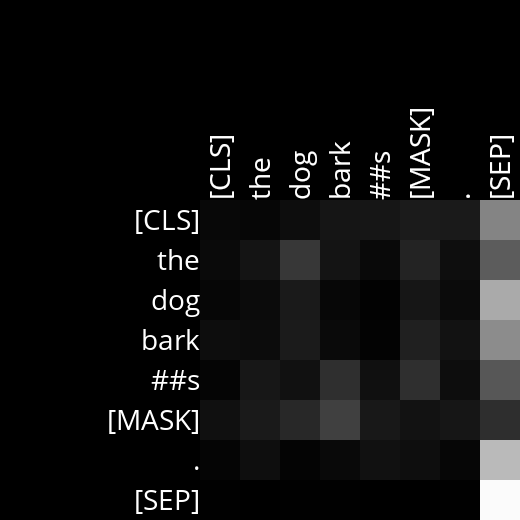 [CLS] the dog bark ##s [MASK] . [SEP]
[CLS]
the
dog
bark
##s
[MASK]
.
[SEP]